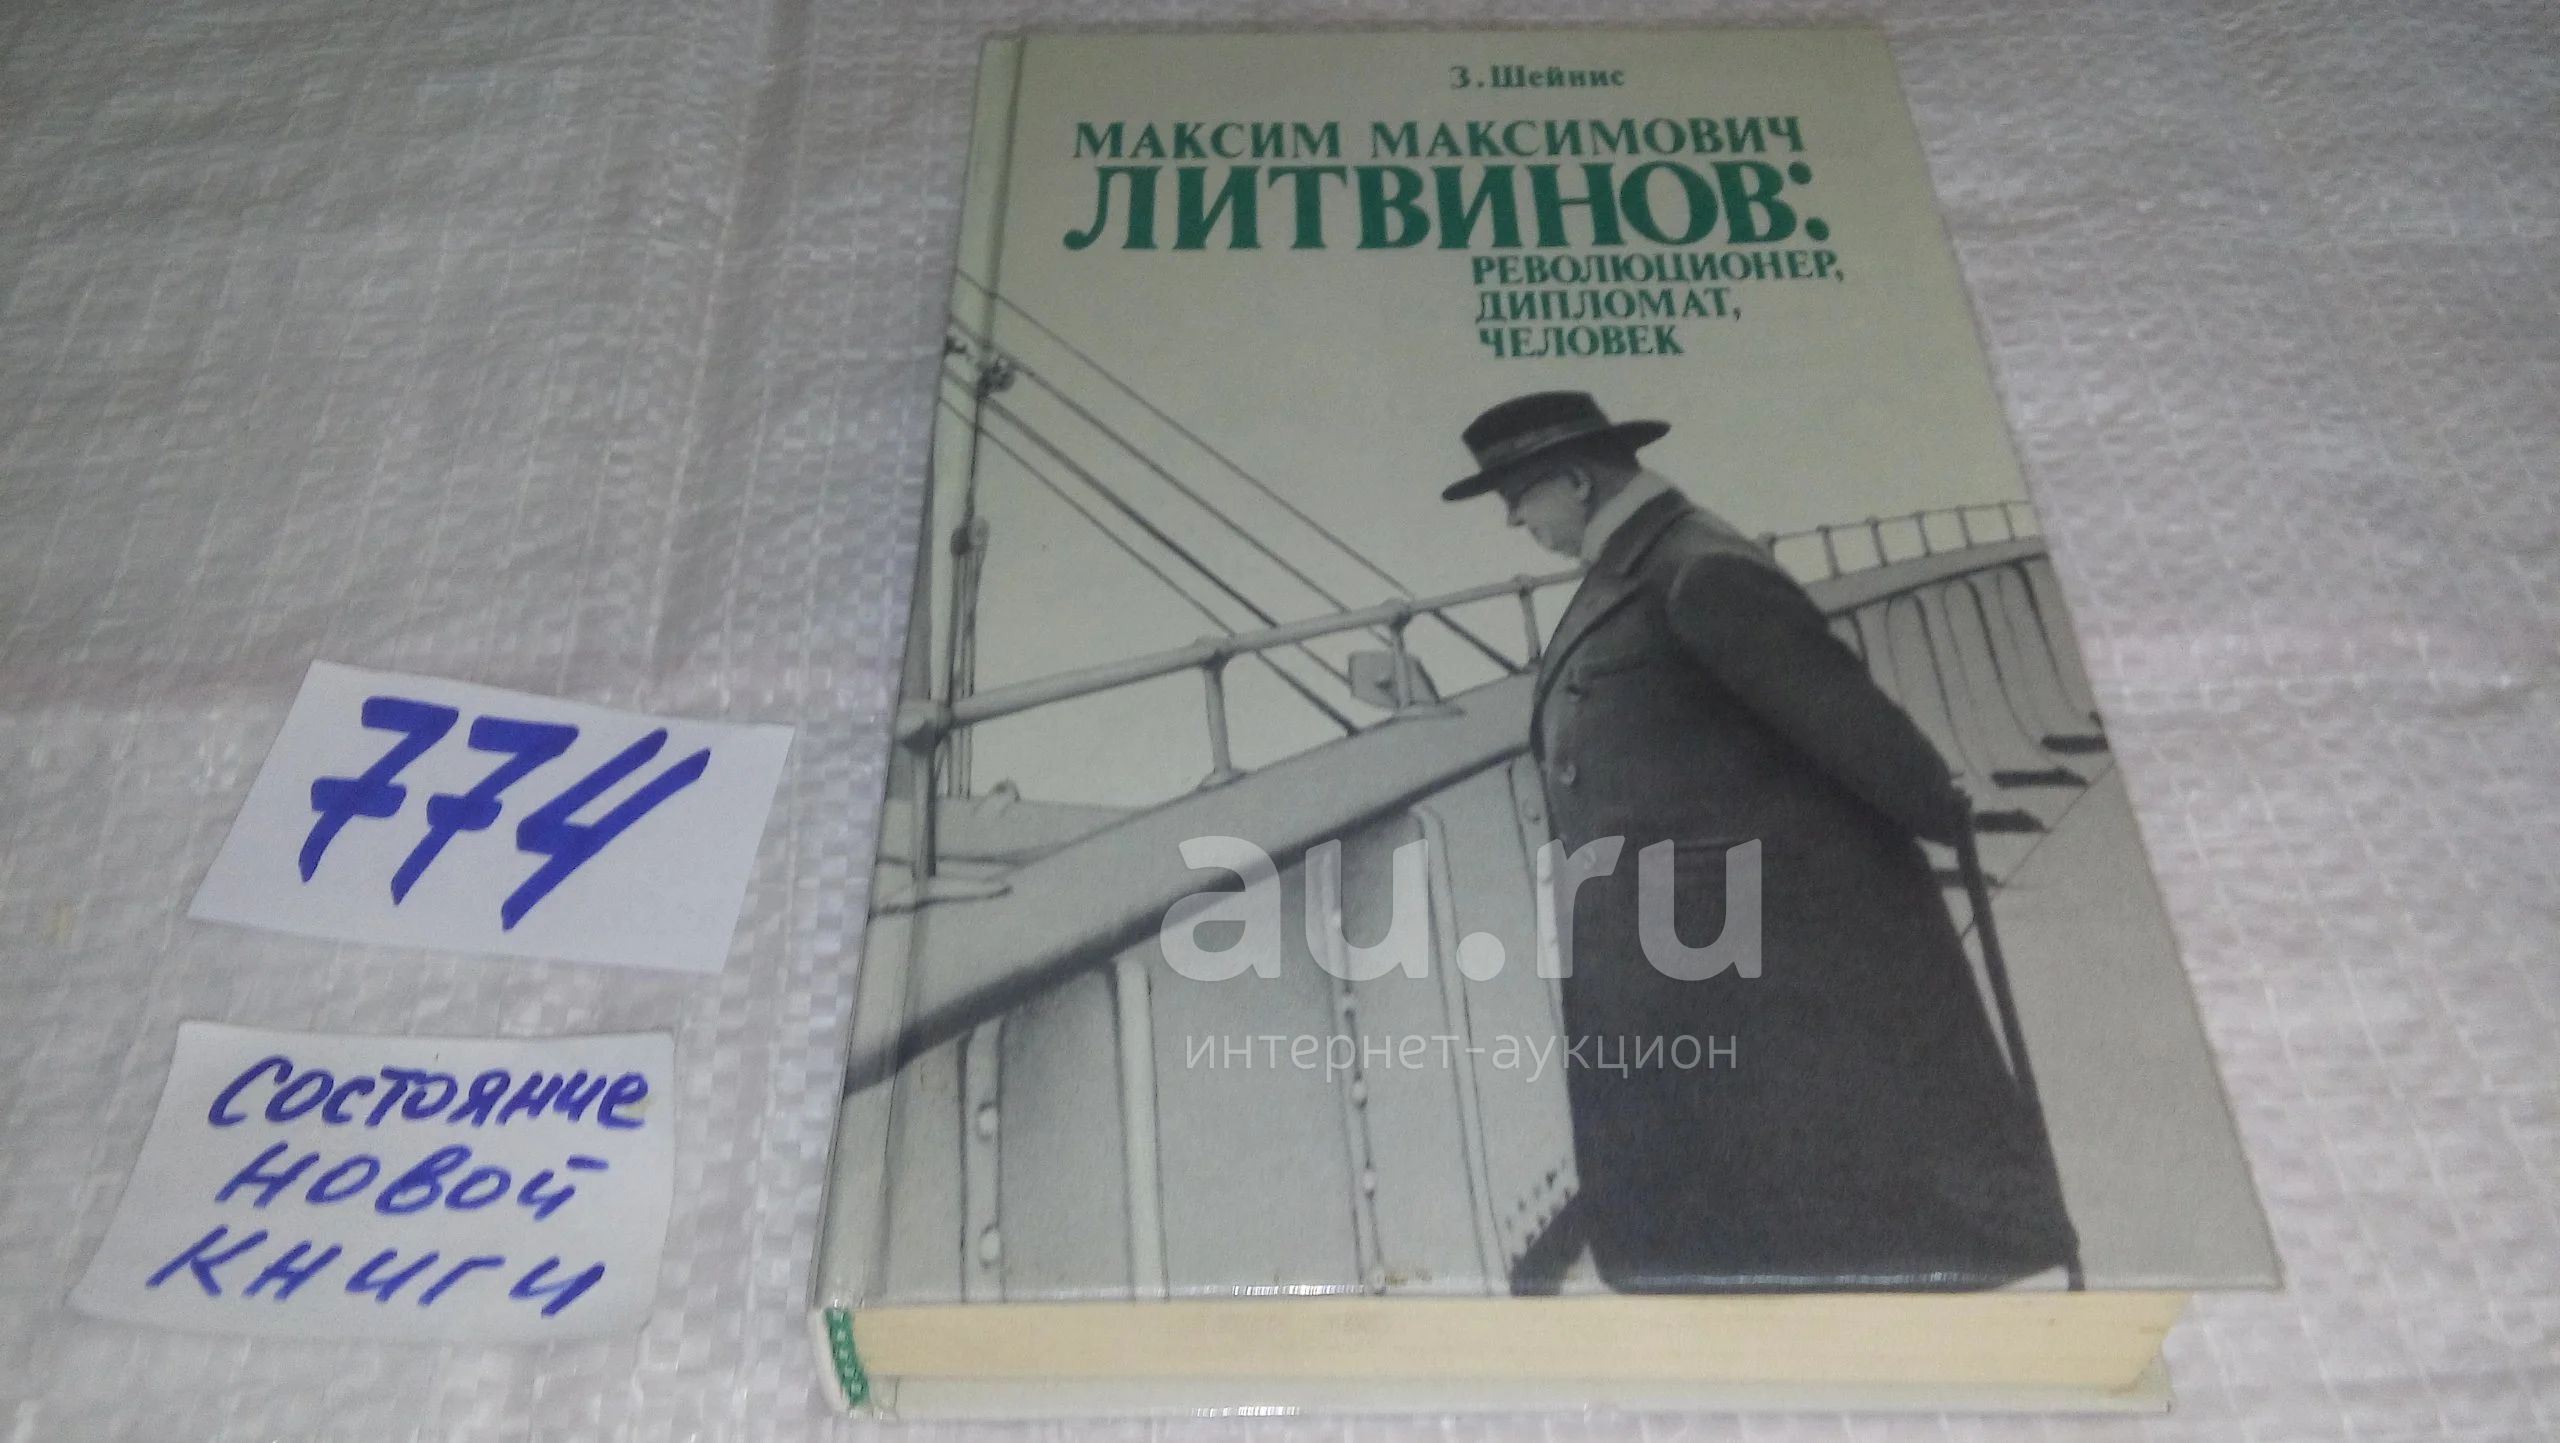 З. Шейнис
МАКСИМ МАКСИМОВИЧ
ЛИТВИНОВ:
РЕВОЛЮЦИОНЕР,
ДИПЛОМАТ,
ЧЕЛОВЕК
774
состояние
новой
книги
au.ru
интернет-аукцион